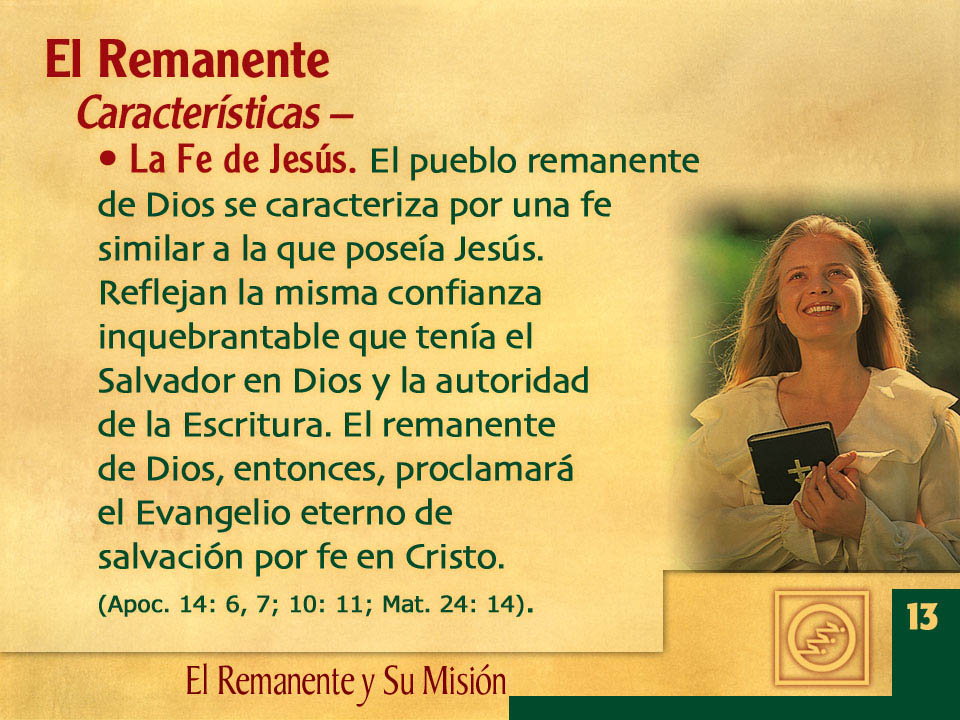 El Remanente
Características –
• La Fe de Jesús. El pueblo remanente
de Dios se caracteriza por una fe
similar a la que poseía Jesús.
Reflejan la misma confianza
inquebrantable que tenía el
Salvador en Dios y la autoridad
de la Escritura. El remanente
de Dios, entonces, proclamará
el Evangelio eterno de
salvación por fe en Cristo.
(Apoc. 14: 6, 7; 10: 11; Mat. 24: 14).
13
El Remanente y Su Misión